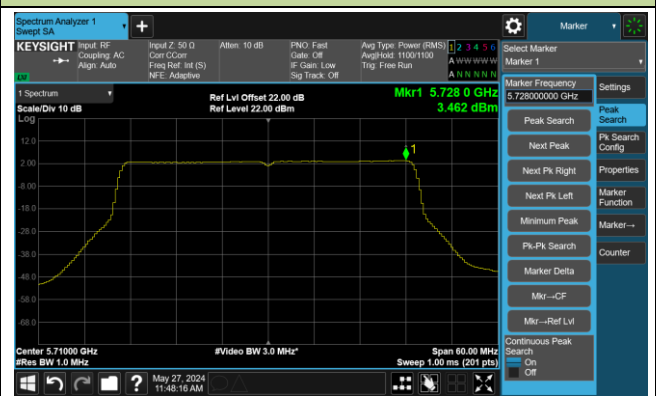 Spectrum Analyzer 1
Swept SA
Marker
KEYSIGHT
Input: RF
Coupling: AC
Align: Auto
Input Z: 50 Ω
Corr CCorr
Freq Ref: Int (S)
NFE: Adaptive
Atten: 10 dB
PNO: Fast
Gate: Off
IF Gain: Low
Sig Track: Off
Avg Type: Power (RMS)
Avg|Hold: 1100/1100
Trig: Free Run
1 2 3 4 5 6
A W W W W W
A N N N N N
Select Marker
Marker 1
LXI
1 Spectrum
Scale/Div 10 dB
Log
Ref Lvl Offset 22.00 dB
Ref Level 22.00 dBm
Mkr1 5.728 0 GHz
3.462 dBm
12.0
2.00
-8.00
-18.0
-28.0
-38.0
-48.0
-58.0
-68.0
1
Center 5.71000 GHz
#Res BW 1.0 MHz
#Video BW 3.0 MHz*
Span 60.00 MHz
Sweep 1.00 ms (201 pts)
Marker Frequency
5.728000000 GHz
Peak Search
Next Peak
Next Pk Right
Next Pk Left
Minimum Peak
Pk-Pk Search
Marker Delta
Mkr→CF
Mkr→Ref Lvl
Continuous Peak
Search
On
Off
Settings
Peak
Search
Pk Search
Config
Properties
Marker
Function
Marker→
Counter
?
May 27, 2024
11:48:16 AM